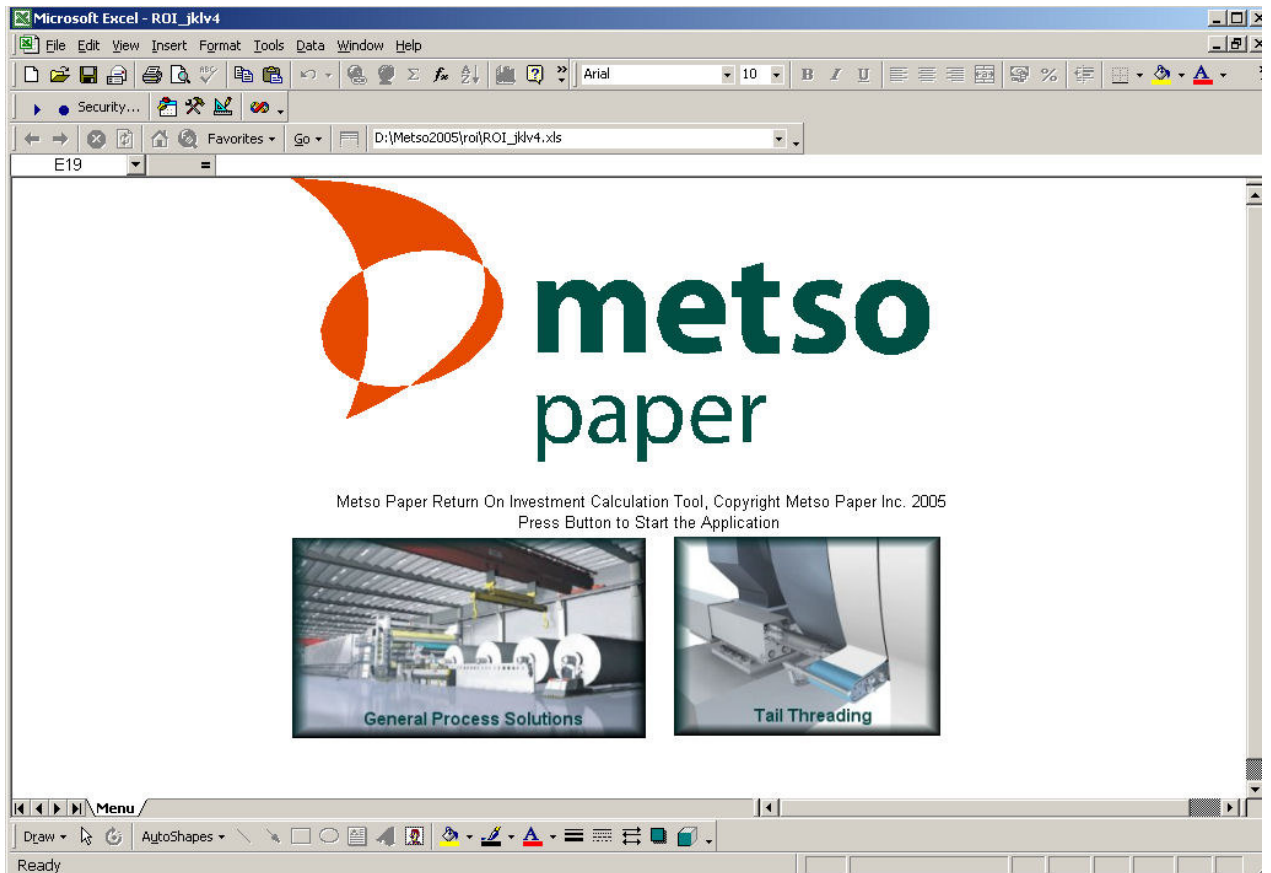 Microsoft Excel - ROI_jklv4
File Edit View Insert Format Tools Data Window Help
Arial 10 B I U %
Security...
Favorites Go D:\Metso2005\roi\ROI_jklv4.xls
E19 =
metso
paper
Metso Paper Return On Investment Calculation Tool, Copyright Metso Paper Inc. 2005
Press Button to Start the Application
General Process Solutions
Tail Threading
Menu
Draw AutoShapes
Ready